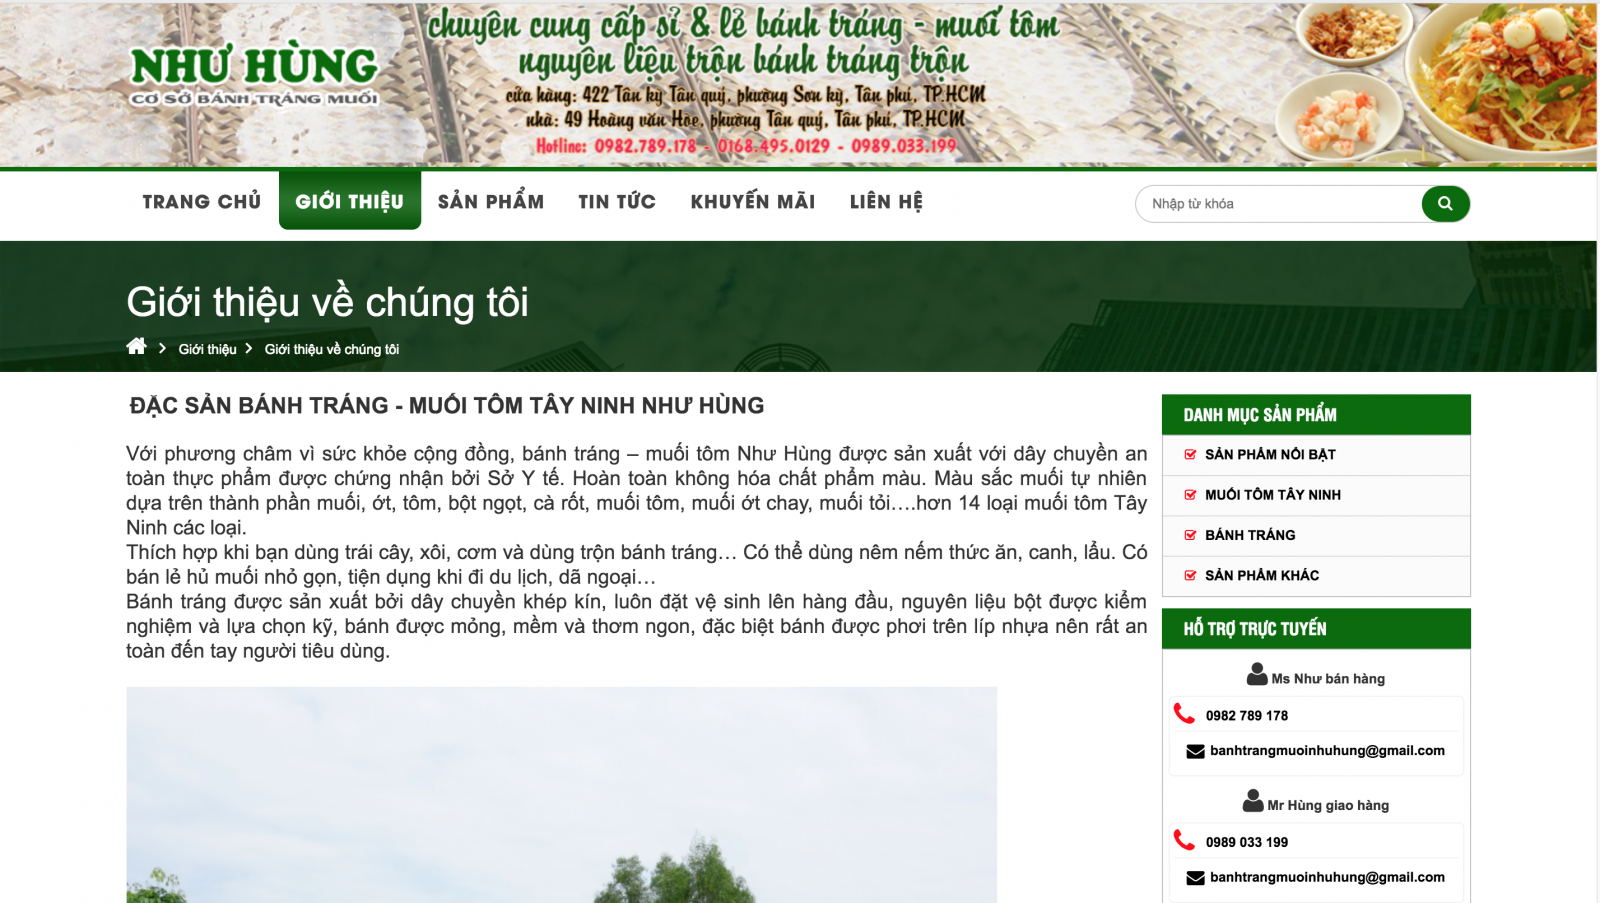 chuyên cung cấp sỉ & lẻ bánh tráng - muối tôm
nguyên liệu trộn bánh tráng trộn
NHƯ HÙNG
CƠ SỞ BÁNH TRÁNG MUỐI
cửa hàng: 422 Tân kỳ Tân quý, phường Sơn kỳ, Tân phú, TP.HCM
nhà: 49 Hoàng văn Hòe, phường Tân quý, Tân phú, TP.HCM
Hotline: 0982.789.178 - 0168.495.0129 - 0989.033.199
TRANG CHỦ GIỚI THIỆU SẢN PHẨM TIN TỨC KHUYẾN MÃI LIÊN HỆ
Nhập từ khóa
Giới thiệu về chúng tôi
Giới thiệu Giới thiệu về chúng tôi
ĐẶC SẢN BÁNH TRÁNG - MUỐI TÔM TÂY NINH NHƯ HÙNG
Với phương châm vì sức khỏe cộng đồng, bánh tráng – muối tôm Như Hùng được sản xuất với dây chuyền an
toàn thực phẩm được chứng nhận bởi Sở Y tế. Hoàn toàn không hóa chất phẩm màu. Màu sắc muối tự nhiên
dựa trên thành phần muối, ớt, tôm, bột ngọt, cà rốt, muối tôm, muối ớt chay, muối tỏi….hơn 14 loại muối tôm Tây
Ninh các loại.
Thích hợp khi bạn dùng trái cây, xôi, cơm và dùng trộn bánh tráng… Có thể dùng nêm nếm thức ăn, canh, lẩu. Có
bán lẻ hủ muối nhỏ gọn, tiện dụng khi đi du lịch, dã ngoại…
Bánh tráng được sản xuất bởi dây chuyền khép kín, luôn đặt vệ sinh lên hàng đầu, nguyên liệu bột được kiểm
nghiệm và lựa chọn kỹ, bánh được mỏng, mềm và thơm ngon, đặc biệt bánh được phơi trên líp nhựa nên rất an
toàn đến tay người tiêu dùng.
DANH MỤC SẢN PHẨM
SẢN PHẨM NỔI BẬT
MUỐI TÔM TÂY NINH
BÁNH TRÁNG
SẢN PHẨM KHÁC
HỖ TRỢ TRỰC TUYẾN
Ms Như bán hàng
0982 789 178
banhtrangmuoinhuhung@gmail.com
Mr Hùng giao hàng
0989 033 199
banhtrangmuoinhuhung@gmail.com